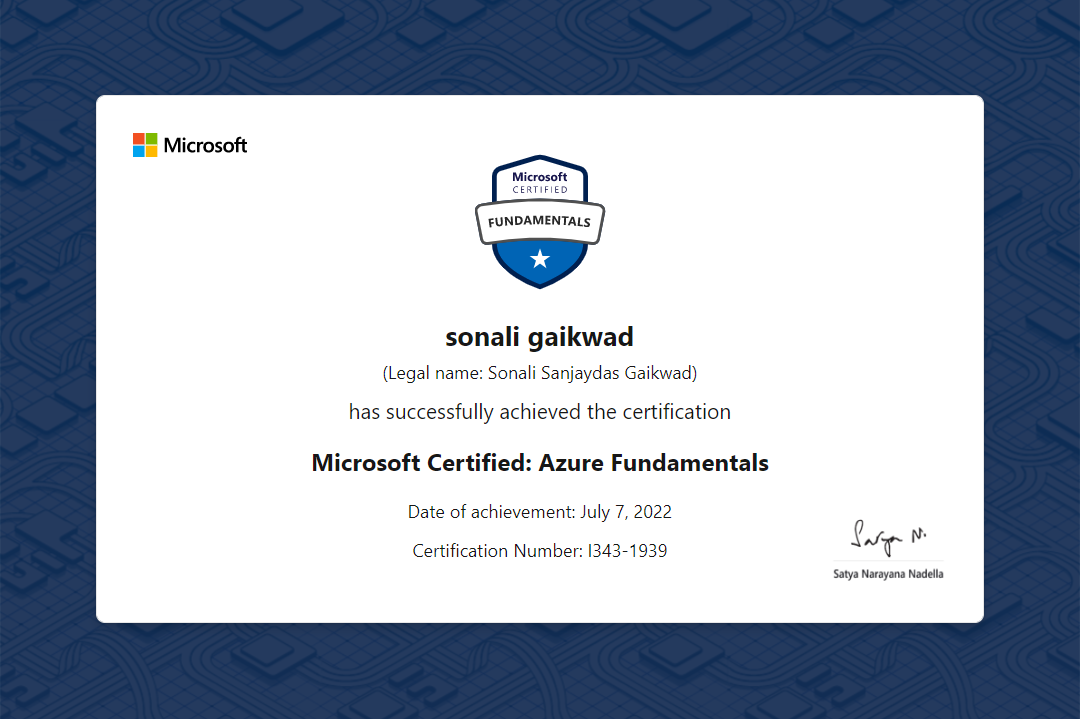 Microsoft
Microsoft
CERTIFIED
FUNDAMENTALS
sonali gaikwad
(Legal name: Sonali Sanjaydas Gaikwad)
has successfully achieved the certification
Microsoft Certified: Azure Fundamentals
Date of achievement: July 7, 2022
Certification Number: I343-1939
Satya N.
Satya Narayana Nadella